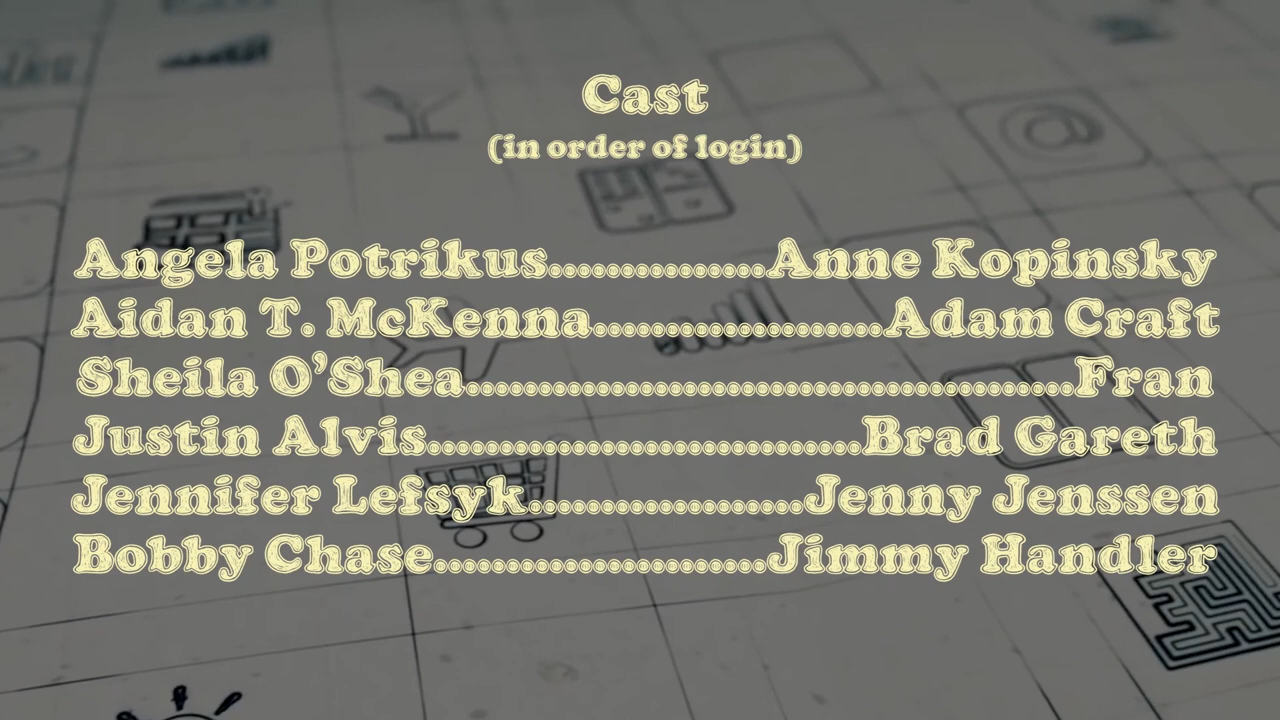 Cast
(in order of login)
Angela Potrikus...............Anne Kopinsky
Aidan T. McKenna....................Adam Craft
Sheila O’Shea..........................................Fran
Justin Alvis..............................Brad Gareth
Jennifer Lefsyk...................Jenny Jenssen
Bobby Chase.......................Jimmy Handler